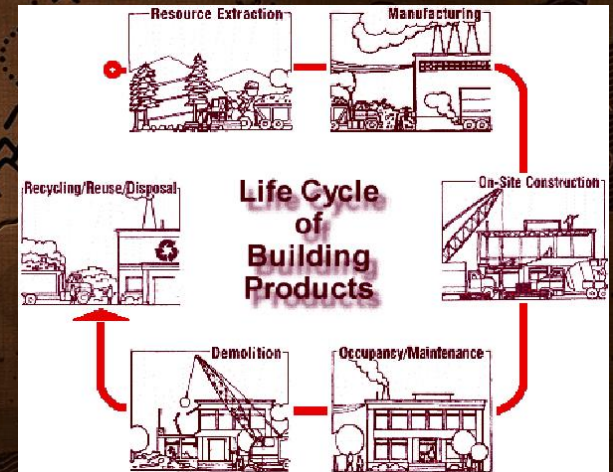 Resource Extraction
Manufacturing
On-Site Construction
Recycling/Reuse/Disposal
Life Cycle
of
Building
Products
Demolition
Occupancy/Maintenance